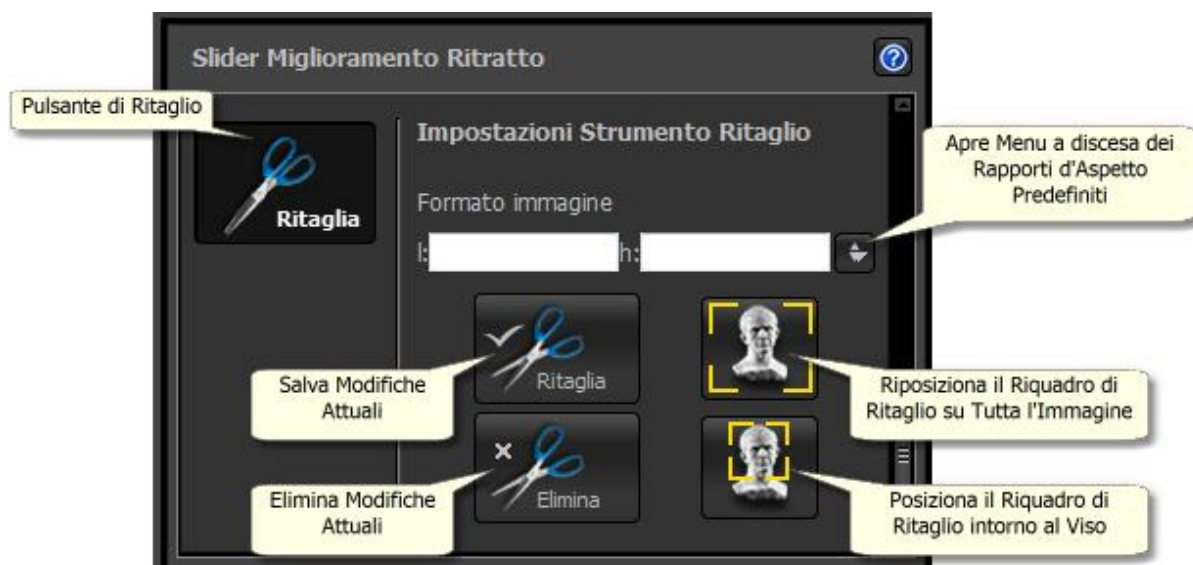 Slider Miglioramento Ritratto
Pulsante di Ritaglio
Ritaglia
Impostazioni Strumento Ritaglio
Formato immagine
l:
h:
Apre Menu a discesa dei
Rapporti d'Aspetto
Predefiniti
Ritaglia
Salva Modifiche
Attuali
Riposiziona il Riquadro di
Ritaglio su Tutta l'Immagine
Elimina
Elimina Modifiche
Attuali
Posiziona il Riquadro di
Ritaglio intorno al Viso